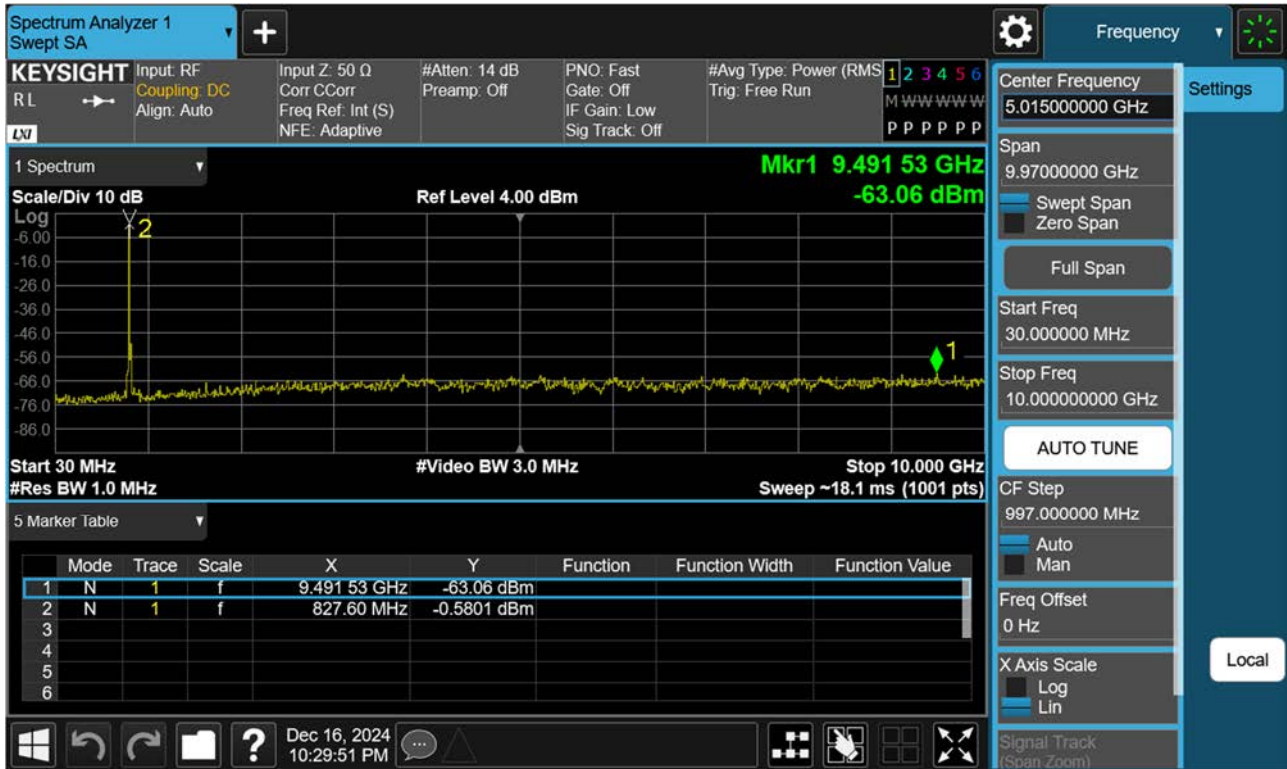 Spectrum Analyzer 1
Swept SA
+
Frequency
KEYSIGHT
RL
LXI
Input: RF
Coupling: DC
Align: Auto
Input Z: 50 Ω
Corr CCorr
Freq Ref: Int (S)
NFE: Adaptive
#Atten: 14 dB
Preamp: Off
PNO: Fast
Gate: Off
IF Gain: Low
Sig Track: Off
#Avg Type: Power (RMS
Trig: Free Run
1 2 3 4 5 6
M W W W W W
P P P P P P
1 Spectrum
Scale/Div 10 dB
Ref Level 4.00 dBm
Mkr1 9.491 53 GHz
-63.06 dBm
Log
-6.00
-16.0
-26.0
-36.0
-46.0
-56.0
-66.0
-76.0
-86.0
2
1
Start 30 MHz
#Video BW 3.0 MHz
Stop 10.000 GHz
#Res BW 1.0 MHz
Sweep ~18.1 ms (1001 pts)
5 Marker Table
Mode Trace Scale X Y Function Function Width Function Value
1 N 1 f 9.491 53 GHz -63.06 dBm
2 N 1 f 827.60 MHz -0.5801 dBm
3
4
5
6
?
Dec 16, 2024
10:29:51 PM
Center Frequency
5.015000000 GHz
Settings
Span
9.97000000 GHz
Swept Span
Zero Span
Full Span
Start Freq
30.000000 MHz
Stop Freq
10.000000000 GHz
AUTO TUNE
CF Step
997.000000 MHz
Auto
Man
Freq Offset
0 Hz
X Axis Scale
Log
Lin
Local
Signal Track
(Span Zoom)